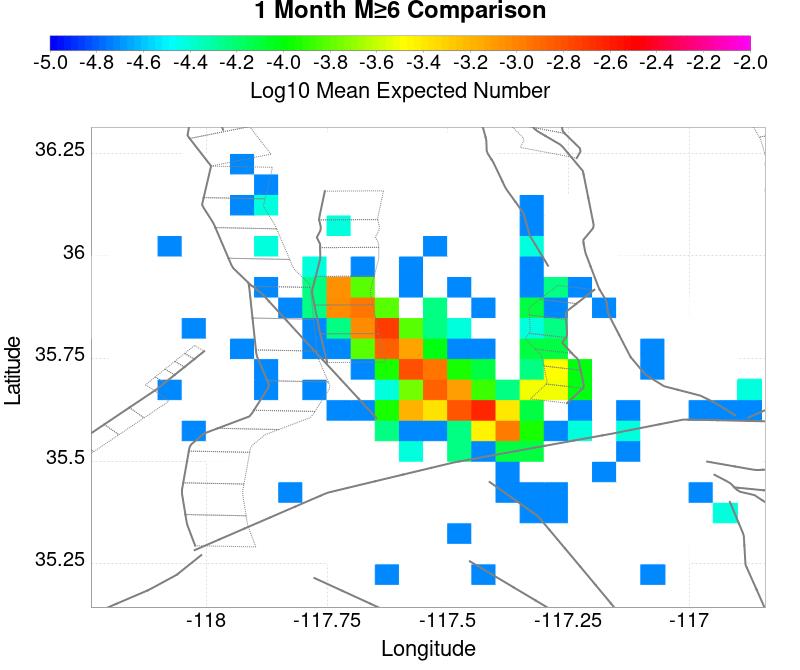 1 Month M≥6 Comparison
-5.0 -4.8 -4.6 -4.4 -4.2 -4.0 -3.8 -3.6 -3.4 -3.2 -3.0 -2.8 -2.6 -2.4 -2.2 -2.0
Log10 Mean Expected Number
36.25
36
35.75
35.5
35.25
Latitude
-118 -117.75 -117.5 -117.25 -117
Longitude